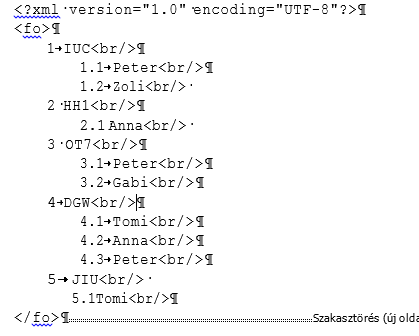 <?xml version="1.0" encoding="UTF-8"?>¶
<fo>¶
1→IUC<br/>¶
1.1→Peter<br/>¶
1.2→Zoli<br/>·
2·HH1<br/>¶
2.1 Anna<br/>·
3·OT7<br/>¶
3.1→Peter<br/>¶
3.2→Gabi<br/>¶
4→DGW<br/>¶
4.1→Tomi<br/>¶
4.2→Anna<br/>¶
4.3→Peter<br/>¶
5→JIU<br/>·
5.1Tomi<br/>¶
</fo>¶ Szakasztörés (új olda